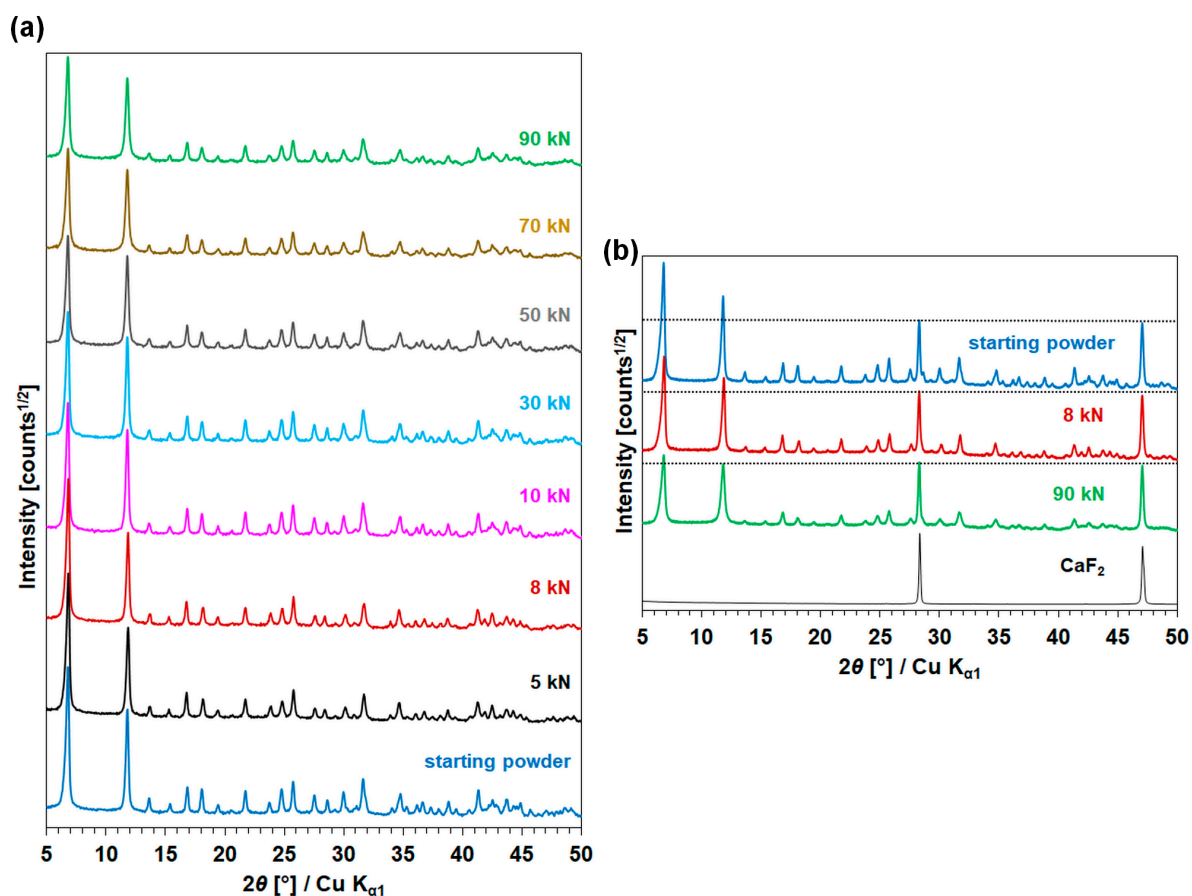 (a)
90 kN
70 kN
50 kN
30 kN
10 kN
8 kN
5 kN
starting powder
Intensity [counts1/2]
5 10 15 20 25 30 35 40 45 50
2θ [°] / Cu Kα1
(b)
starting powder
8 kN
90 kN
CaF2
Intensity [counts1/2]
5 10 15 20 25 30 35 40 45 50
2θ [°] / Cu Kα1